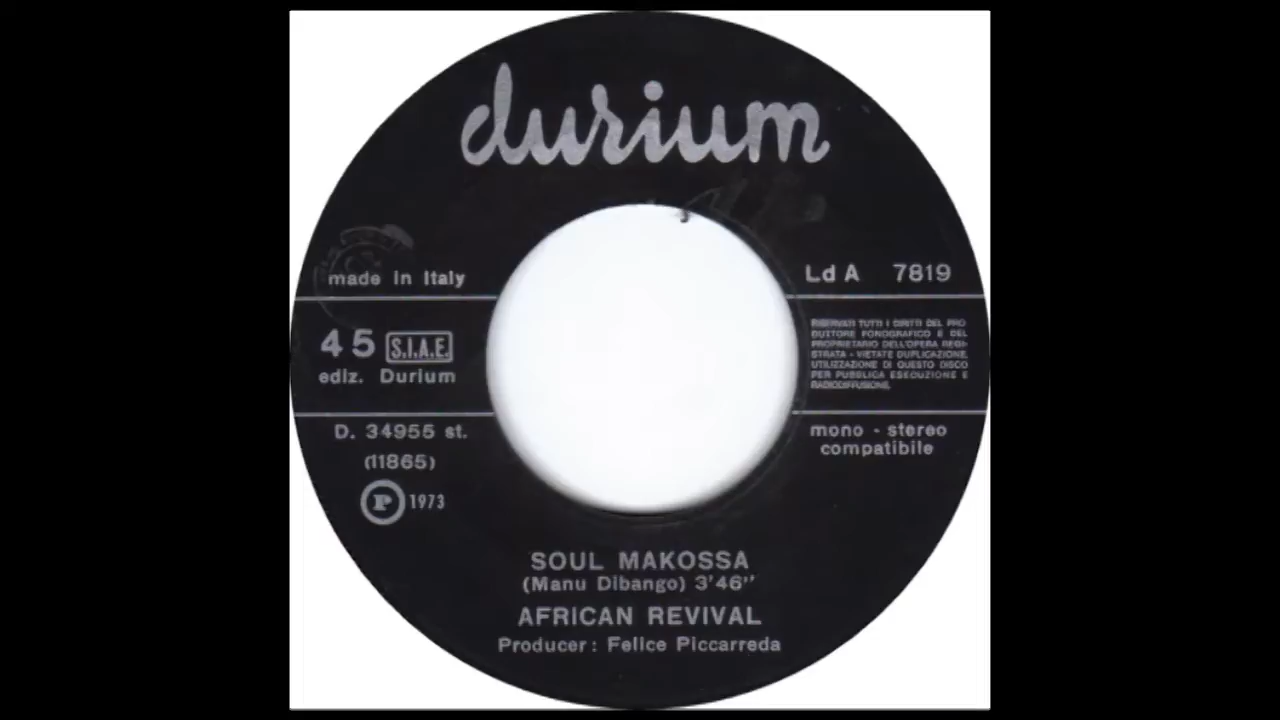 durium
made in Italy
Ld A 7819
45 S.I.A.E.
ediz. Durium
RISERVATI TUTTI I DIRITTI DEL PRO-
DUTTORE FONOGRAFICO E DEL
PROPRIETARIO DELL'OPERA REGI-
STRATA - VIETATE DUPLICAZIONE,
UTILIZZAZIONE DI QUESTO DISCO
PER PUBBLICA ESECUZIONE E
RADIODIFFUSIONE.
D. 34955 st.
(11865)
P 1973
mono - stereo
compatibile
SOUL MAKOSSA
(Manu Dibango) 3'46''
AFRICAN REVIVAL
Producer: Felice Piccarreda